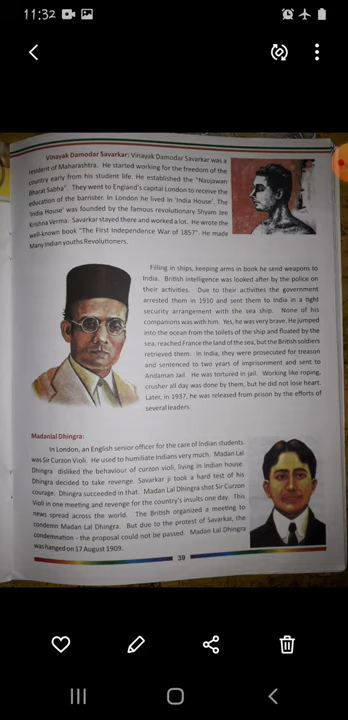 11:32
Vinayak Damodar Savarkar: Vinayak Damodar Savarkar was a
resident of Maharashtra. He started working for the freedom of the
country early from his student life. He established the "Naujawan
Bharat Sabha". They went to England's capital London to receive the
education of the barrister. In London he lived in 'India House'. The
'India House' was founded by the famous revolutionary Shyam Jee
Krishna Verma. Savarkar stayed there and worked a lot. He wrote the
well-known book "The First Independence War of 1857". He made
Many Indian youths Revolutioners.
Filling in ships, keeping arms in book he send weapons to
India. British Intelligence was looked after by the police on
their activities. Due to their activities the government
arrested them in 1910 and sent them to India in a tight
security arrangement with the sea ship. None of his
companions was with him. Yes, he was very brave. He jumped
into the ocean from the toilets of the ship and floated by the
sea, reached France the land of the sea, but the British soldiers
retrieved them. In India, they were prosecuted for treason
and sentenced to two years of imprisonment and sent to
Andaman Jail. He was tortured in jail. Working like roping,
crusher all day was done by them, but he did not lose heart.
Later, in 1937, he was released from prison by the efforts of
several leaders.
Madanlal Dhingra:
In London, an English senior officer for the care of Indian students
was Sir Curzon Violi. He used to humiliate Indians very much. Madan Lal
Dhingra disliked the behaviour of curzon violi, living in indian house.
Dhingra decided to take revenge. Savarkar ji took a hard test of his
courage. Dhingra succeeded in that. Madan Lal Dhingra shot Sir Curzon
Violi in one meeting and revenge for the country's insults one day. This
news spread across the world. The British organized a meeting to
condemn Madan Lal Dhingra. But due to the protest of Savarkar, the
condemnation - the proposal could not be passed. Madan Lal Dhingra
was hanged on 17 August 1909.
39